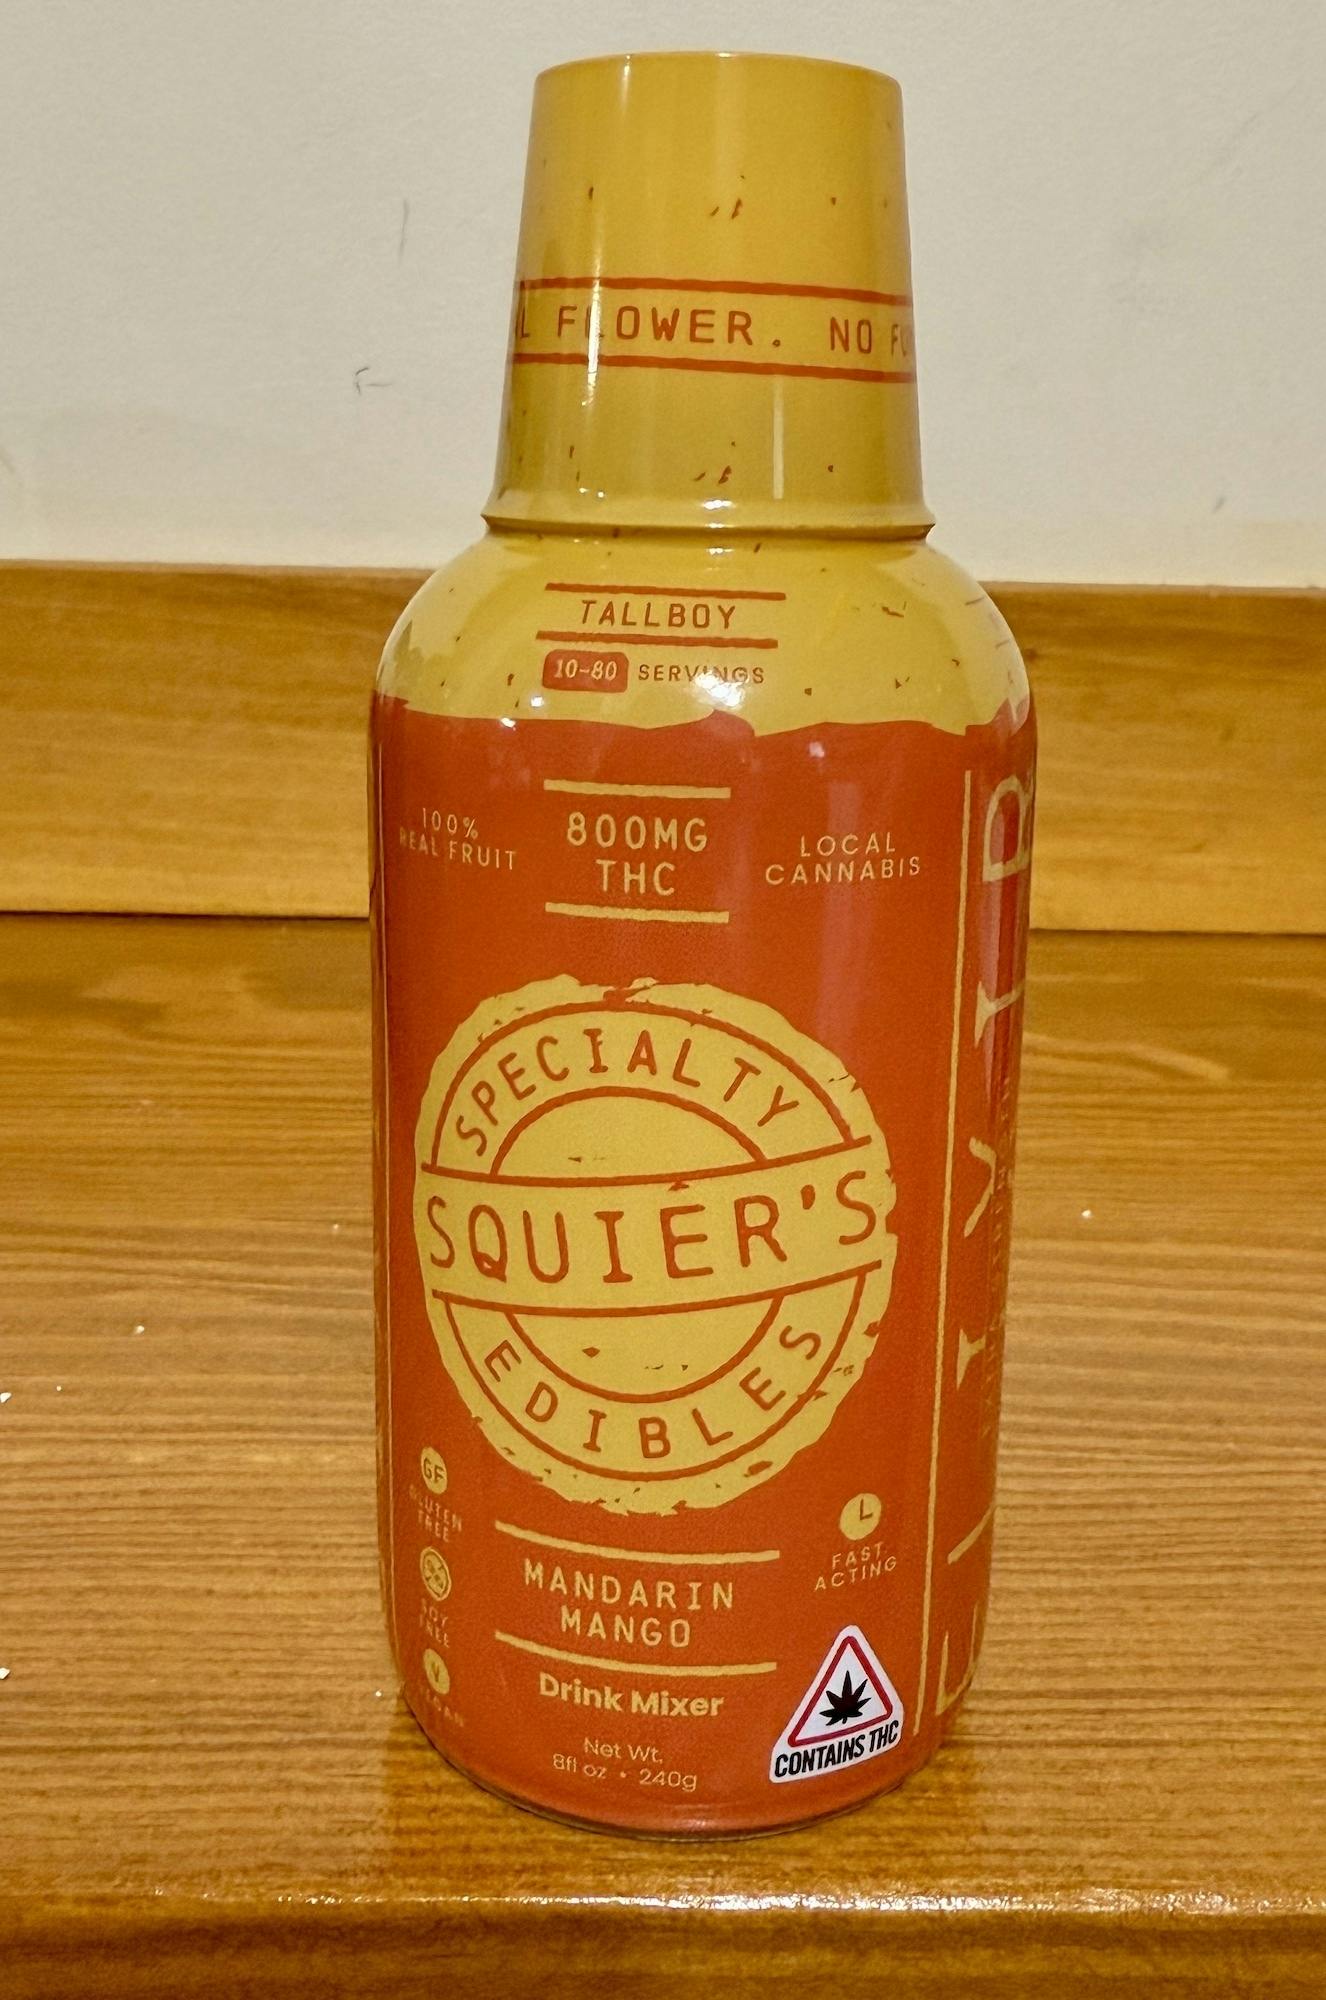 FLOWER. NO
TALLBOY
10-80 SERVINGS
100%
REAL FRUIT
800MG
THC
LOCAL
CANNABIS
SPECIALTY
SQUIER'S
EDIBLES
GF
GLUTEN
FREE
SOY
FREE
V
VEGAN
FAST
ACTING
MANDARIN
MANGO
Drink Mixer
Net Wt.
8fl oz • 240g
CONTAINS THC